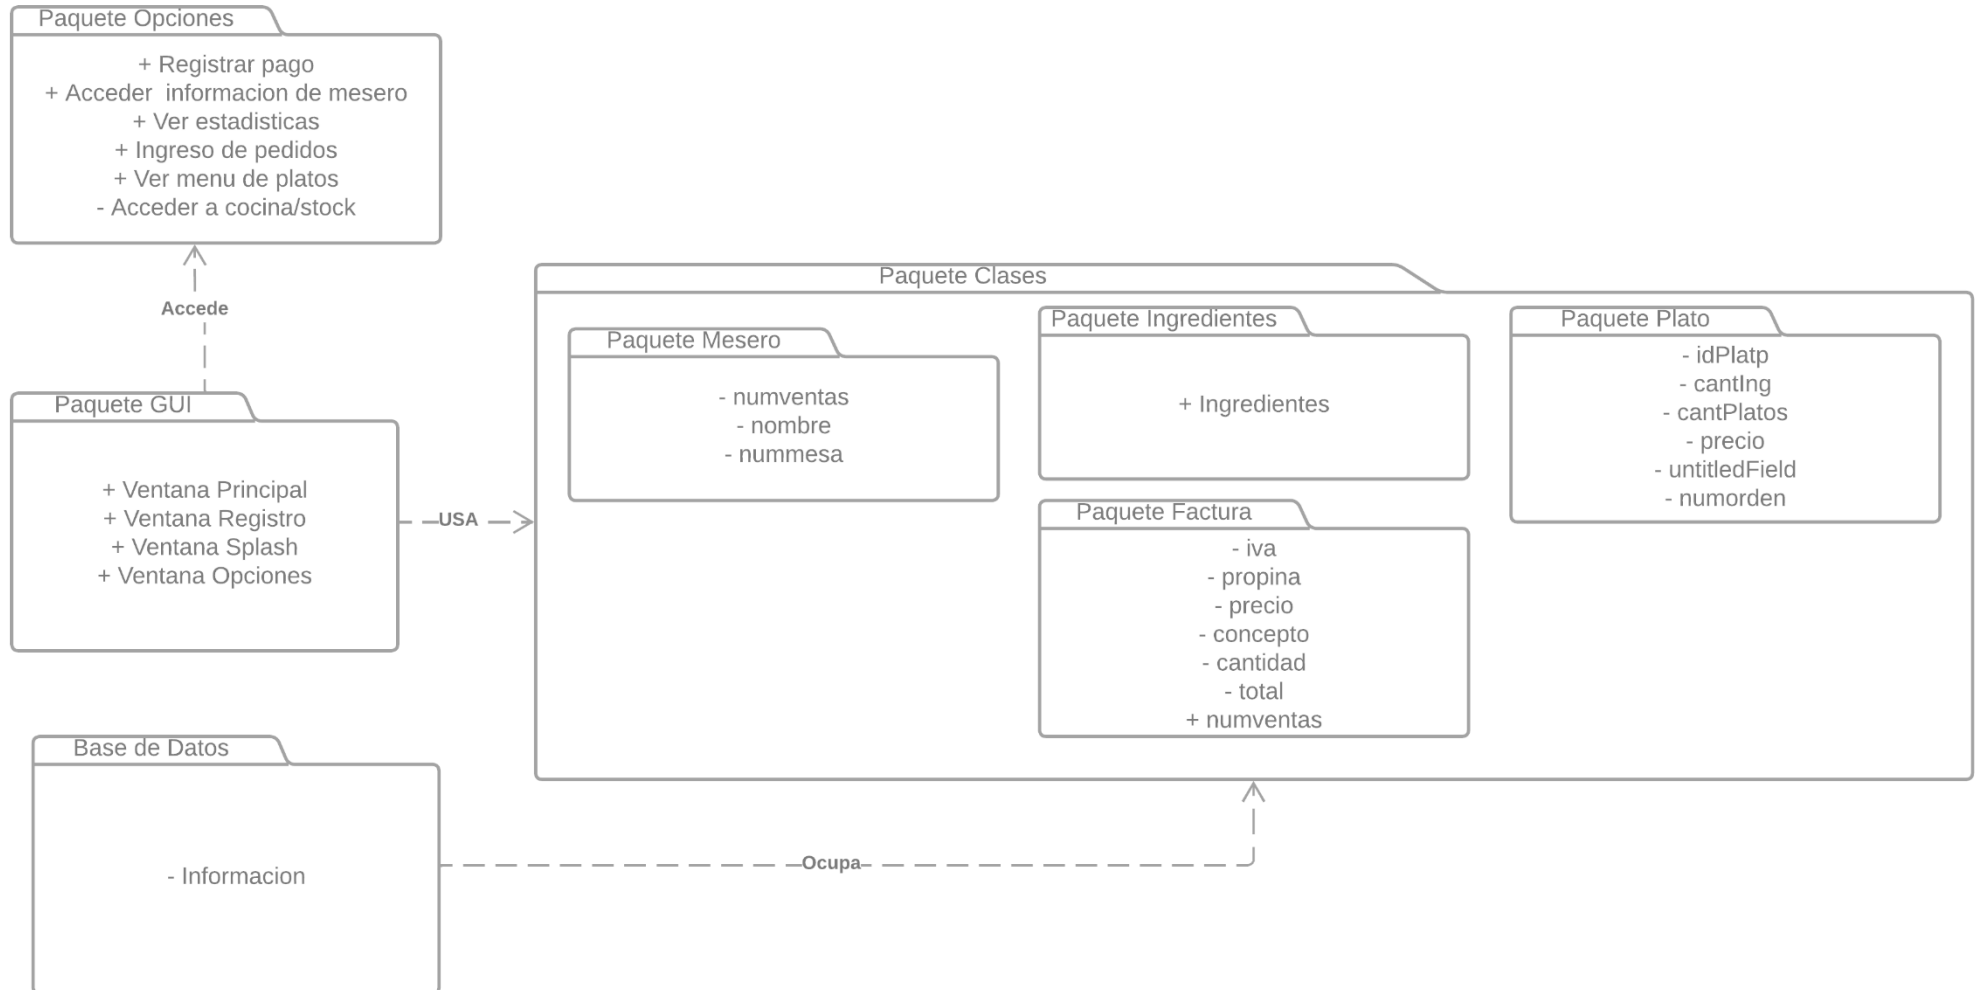 Paquete Opciones
+ Registrar pago
+ Acceder  informacion de mesero
+ Ver estadisticas
+ Ingreso de pedidos
+ Ver menu de platos
- Acceder a cocina/stock
Accede
Paquete GUI
+ Ventana Principal
+ Ventana Registro
+ Ventana Splash
+ Ventana Opciones
USA
Paquete Clases
Paquete Mesero
- numventas
- nombre
- nummesa
Paquete Ingredientes
+ Ingredientes
Paquete Plato
- idPlatp
- cantIng
- cantPlatos
- precio
- untitledField
- numorden
Paquete Factura
- iva
- propina
- precio
- concepto
- cantidad
- total
+ numventas
Base de Datos
- Informacion
Ocupa